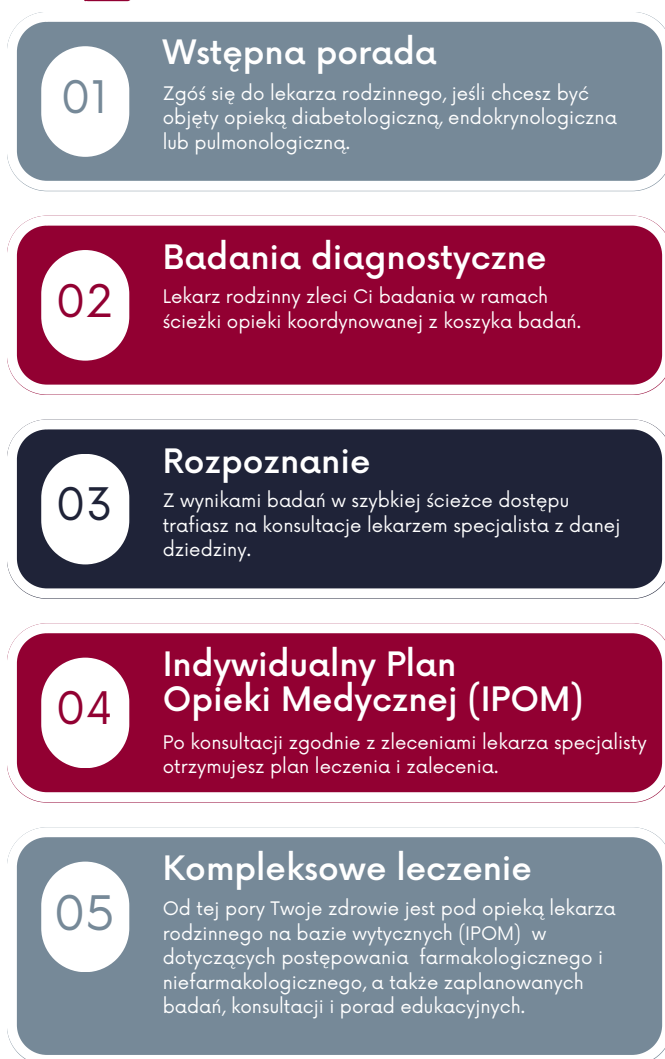 01
Wstępna porada
Zgóś się do lekarza rodzinnego, jeśli chcesz być
objęty opieką diabetologiczną, endokrynologiczna
lub pulmonologiczną.
02
Badania diagnostyczne
Lekarz rodzinny zleci Ci badania w ramach
ścieżki opieki koordynowanej z koszyka badań.
03
Rozpoznanie
Z wynikami badań w szybkiej ścieżce dostępu
trafiasz na konsultacje lekarzem specjalista z danej
dziedziny.
04
Indywidualny Plan
Opieki Medycznej (IPOM)
Po konsultacji zgodnie z zleceniami lekarza specjalisty
otrzymujesz plan leczenia i zalecenia.
05
Kompleksowe leczenie
Od tej pory Twoje zdrowie jest pod opieką lekarza
rodzinnego na bazie wytycznych (IPOM) w
dotyczących postępowania farmakologicznego i
niefarmakologicznego, a także zaplanowanych
badań, konsultacji i porad edukacyjnych.